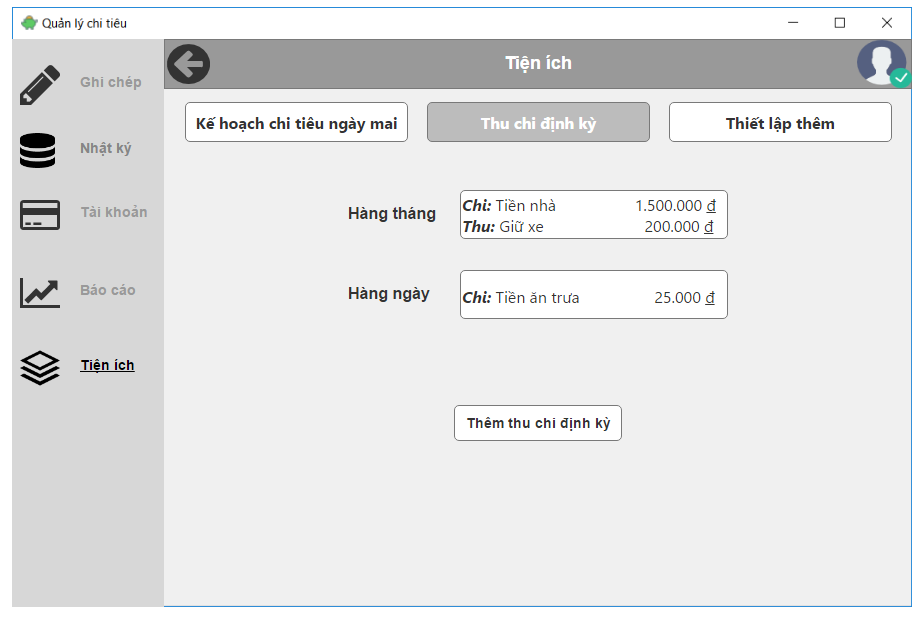 Quản lý chi tiêu
Tiện ích
Ghi chép
Nhật ký
Tài khoản
Báo cáo
Tiện ích
Kế hoạch chi tiêu ngày mai
Thu chi định kỳ
Thiết lập thêm
Hàng tháng
Chi: Tiền nhà 1.500.000 đ
Thu: Giữ xe 200.000 đ
Hàng ngày
Chi: Tiền ăn trưa 25.000 đ
Thêm thu chi định kỳ